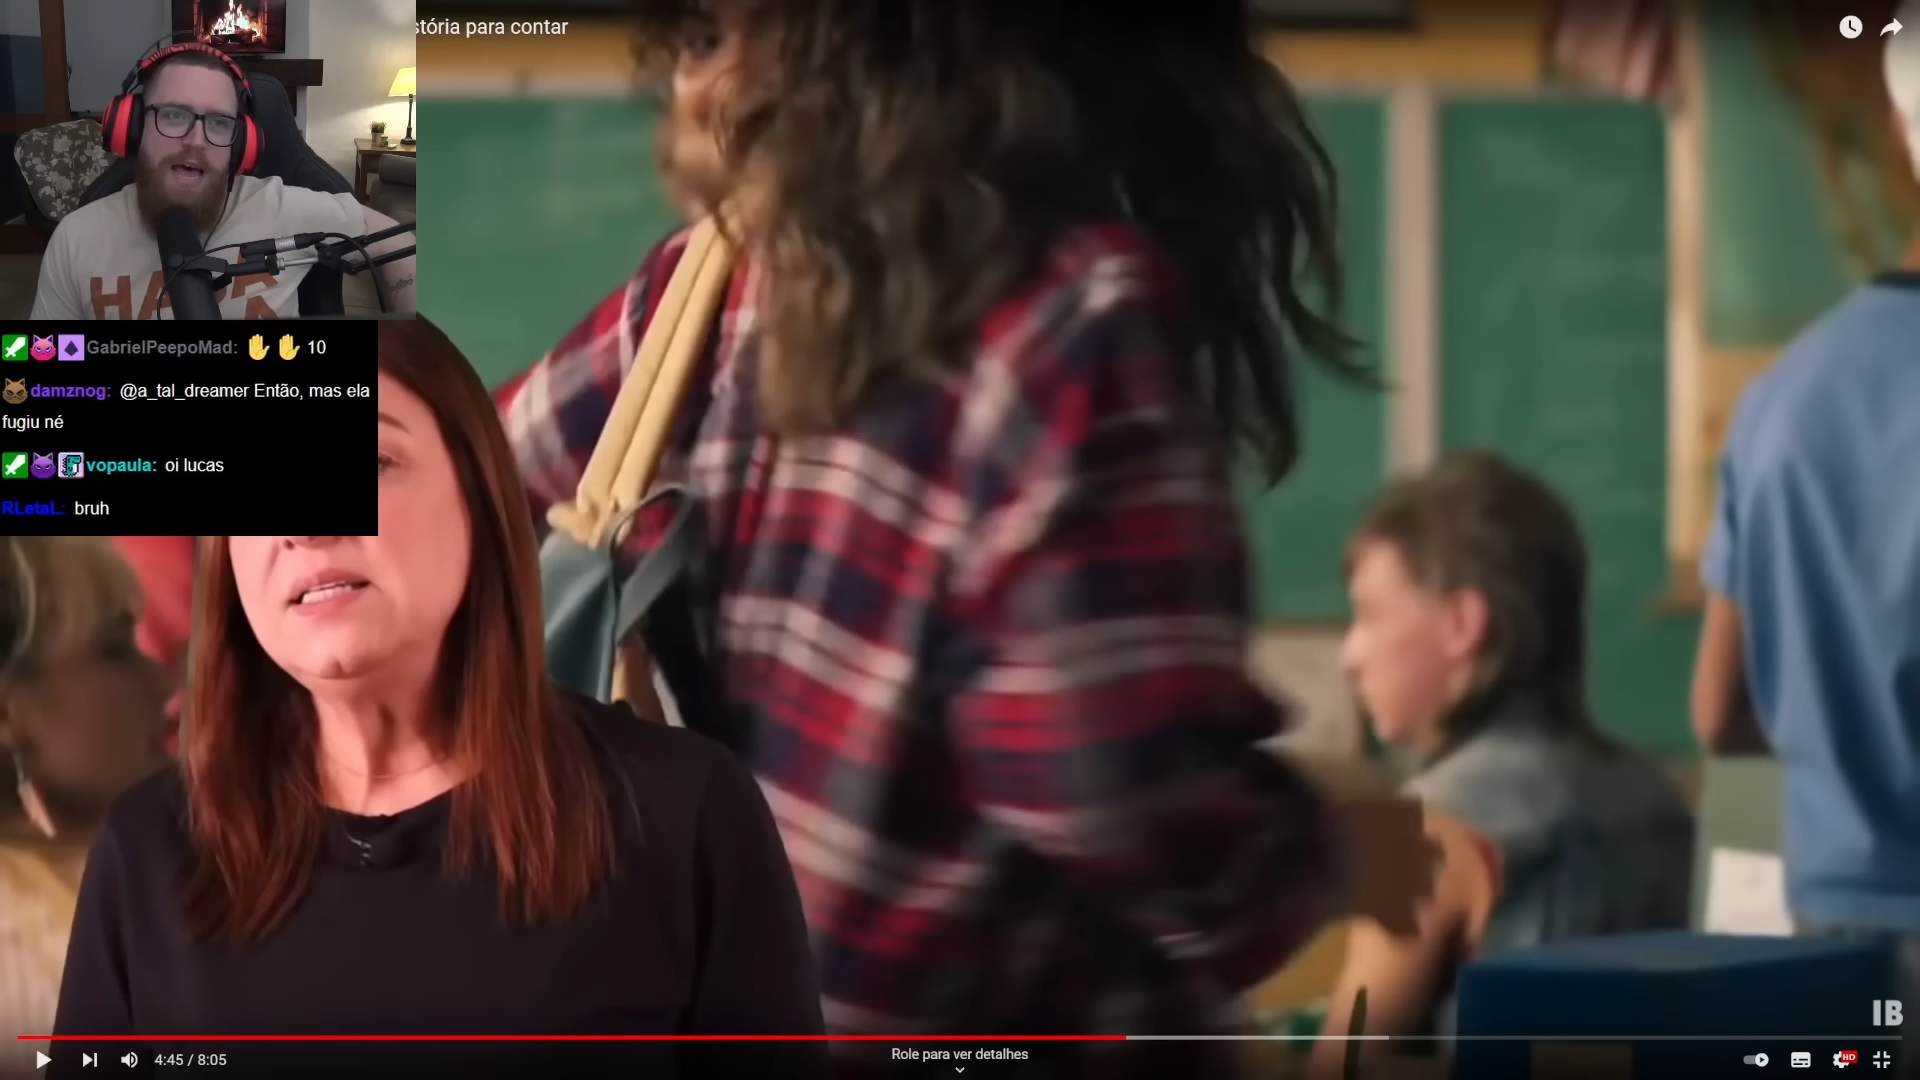 stória para contar
GabrielPeepoMad: ✋ ✋ 10
damznog: @a_tal_dreamer Então, mas ela
fugiu né
vopaula: oi lucas
RLetaL: bruh
IB
4:45 / 8:05
Role para ver detalhes
HD